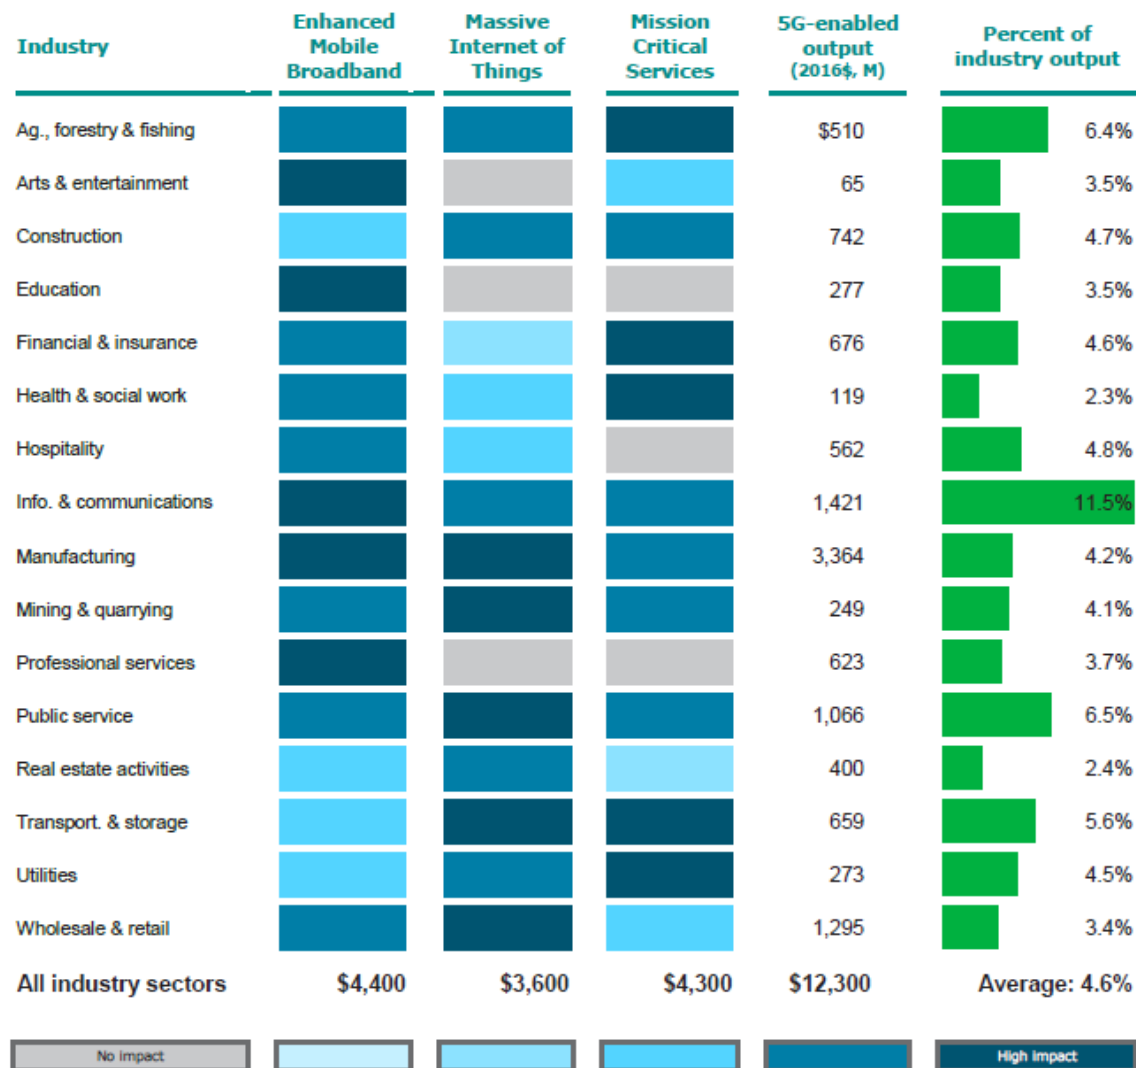 Industry
Enhanced
Mobile
Broadband
Massive
Internet of
Things
Mission
Critical
Services
5G-enabled
output
(2016$, M)
Percent of
industry output
Ag., forestry & fishing $510 6.4%
Arts & entertainment 65 3.5%
Construction 742 4.7%
Education 277 3.5%
Financial & insurance 676 4.6%
Health & social work 119 2.3%
Hospitality 562 4.8%
Info. & communications 1,421 11.5%
Manufacturing 3,364 4.2%
Mining & quarrying 249 4.1%
Professional services 623 3.7%
Public service 1,066 6.5%
Real estate activities 400 2.4%
Transport. & storage 659 5.6%
Utilities 273 4.5%
Wholesale & retail 1,295 3.4%
All industry sectors $4,400 $3,600 $4,300 $12,300 Average: 4.6%
No impact High impact